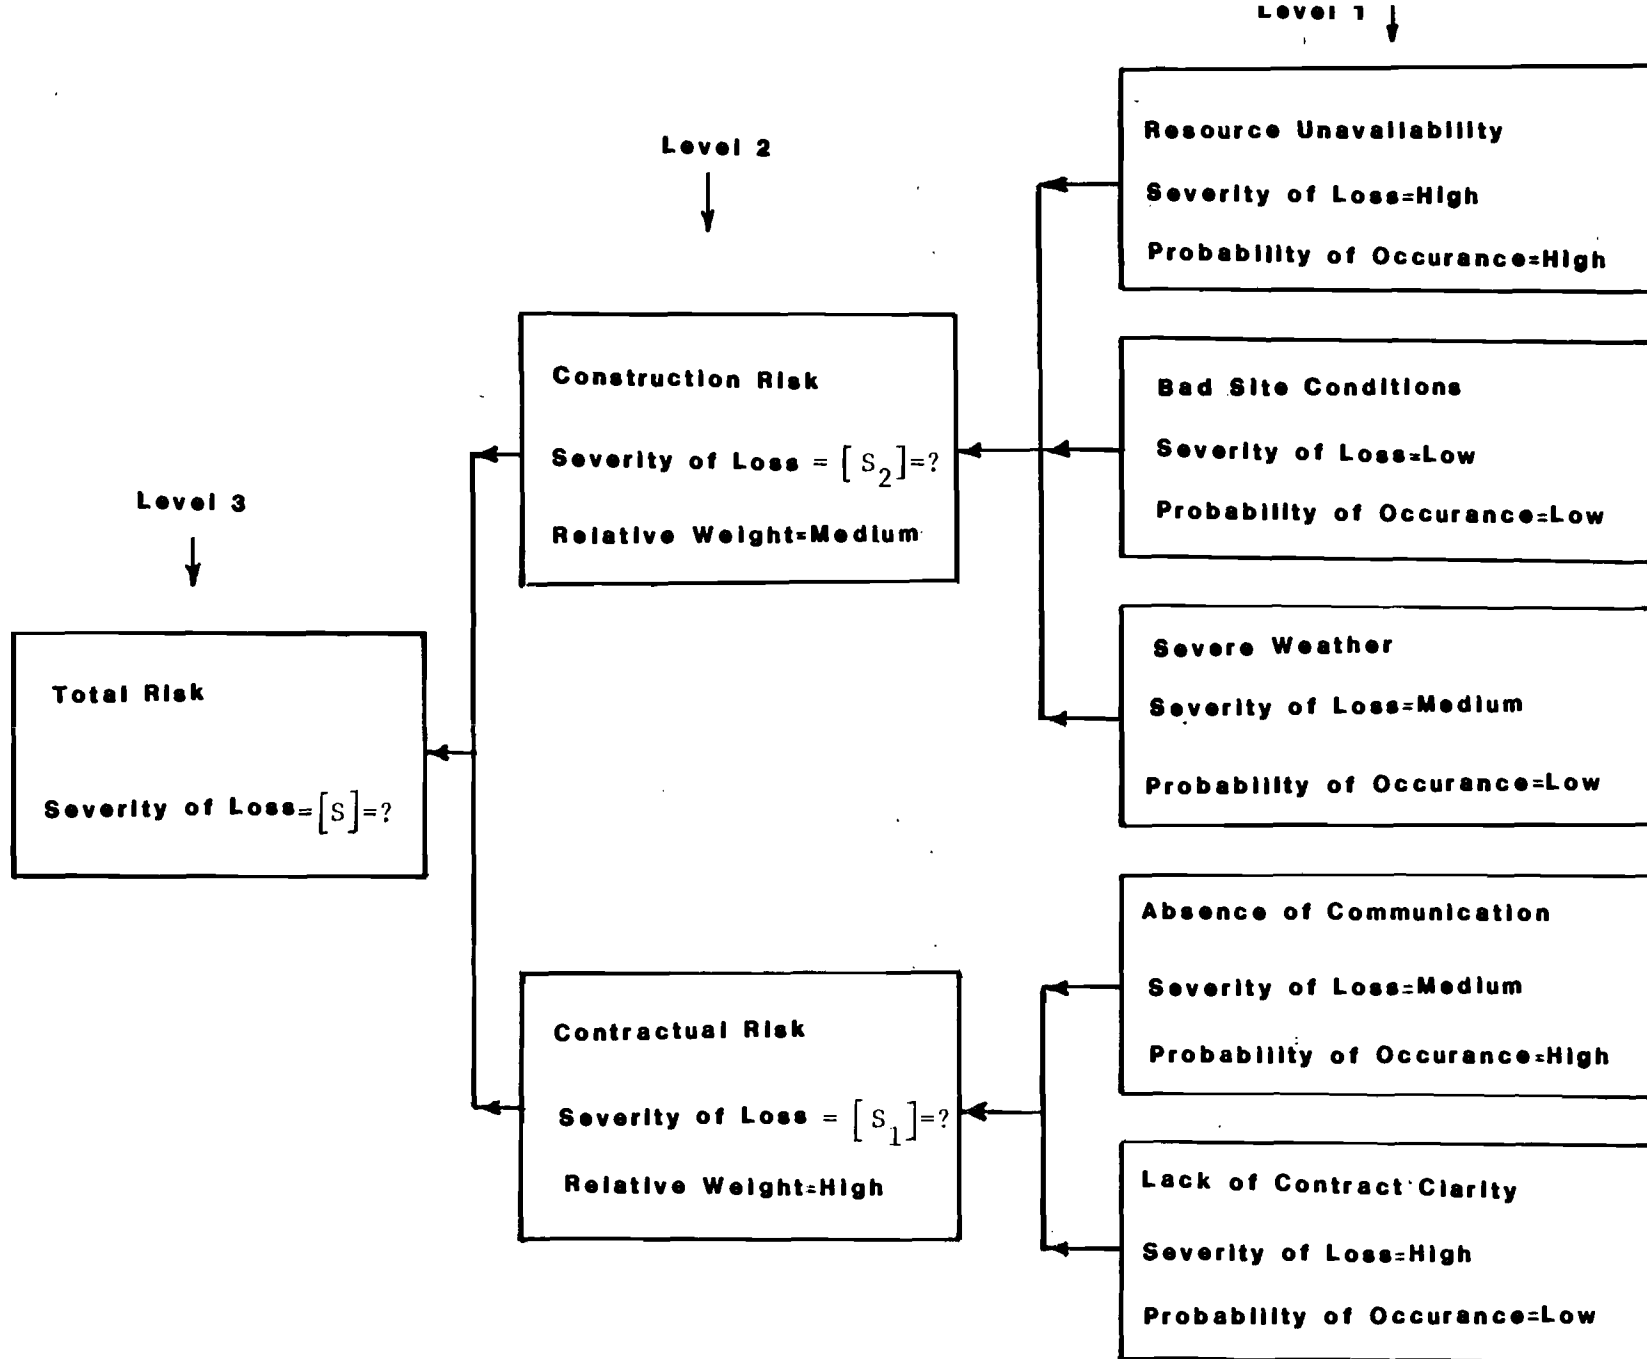 Level 1
Resource Unavailability
Severity of Loss=High
Probability of Occurance=High
Level 2
Construction Risk
Severity of Loss = [S₂]=?
Relative Weight=Medium
Bad Site Conditions
Severity of Loss=Low
Probability of Occurance=Low
Level 3
Total Risk
Severity of Loss=[S]=?
Severe Weather
Severity of Loss=Medium
Probability of Occurance=Low
Absence of Communication
Severity of Loss=Medium
Probability of Occurance=High
Contractual Risk
Severity of Loss = [S₁]=?
Relative Weight=High
Lack of Contract Clarity
Severity of Loss=High
Probability of Occurance=Low